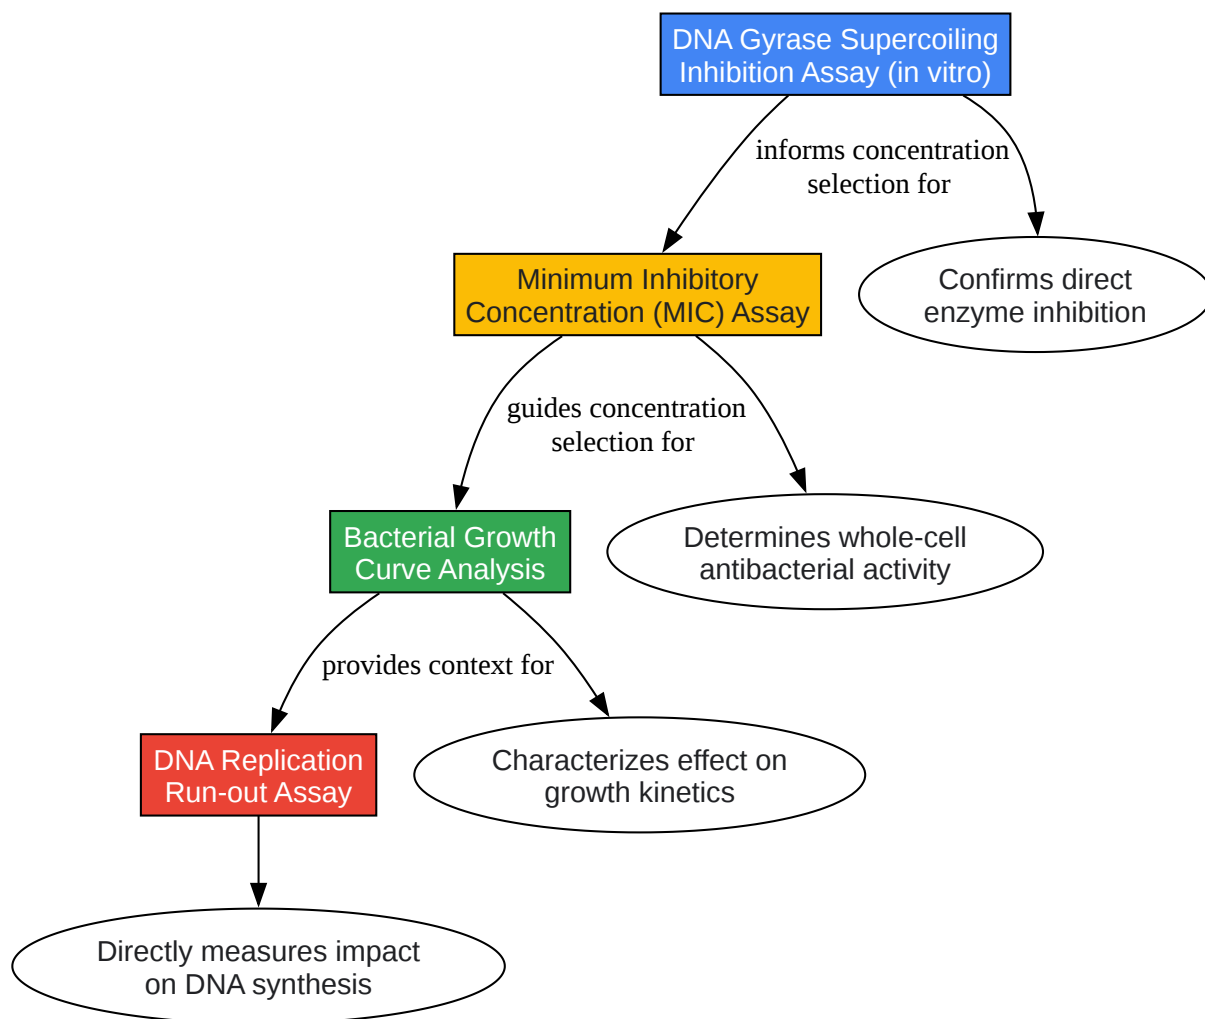 DNA Gyrase Supercoiling
Inhibition Assay (in vitro)
informs concentration
selection for
Minimum Inhibitory
Concentration (MIC) Assay
Confirms direct
enzyme inhibition
guides concentration
selection for
Bacterial Growth
Curve Analysis
Determines whole-cell
antibacterial activity
provides context for
DNA Replication
Run-out Assay
Characterizes effect on
growth kinetics
Directly measures impact
on DNA synthesis